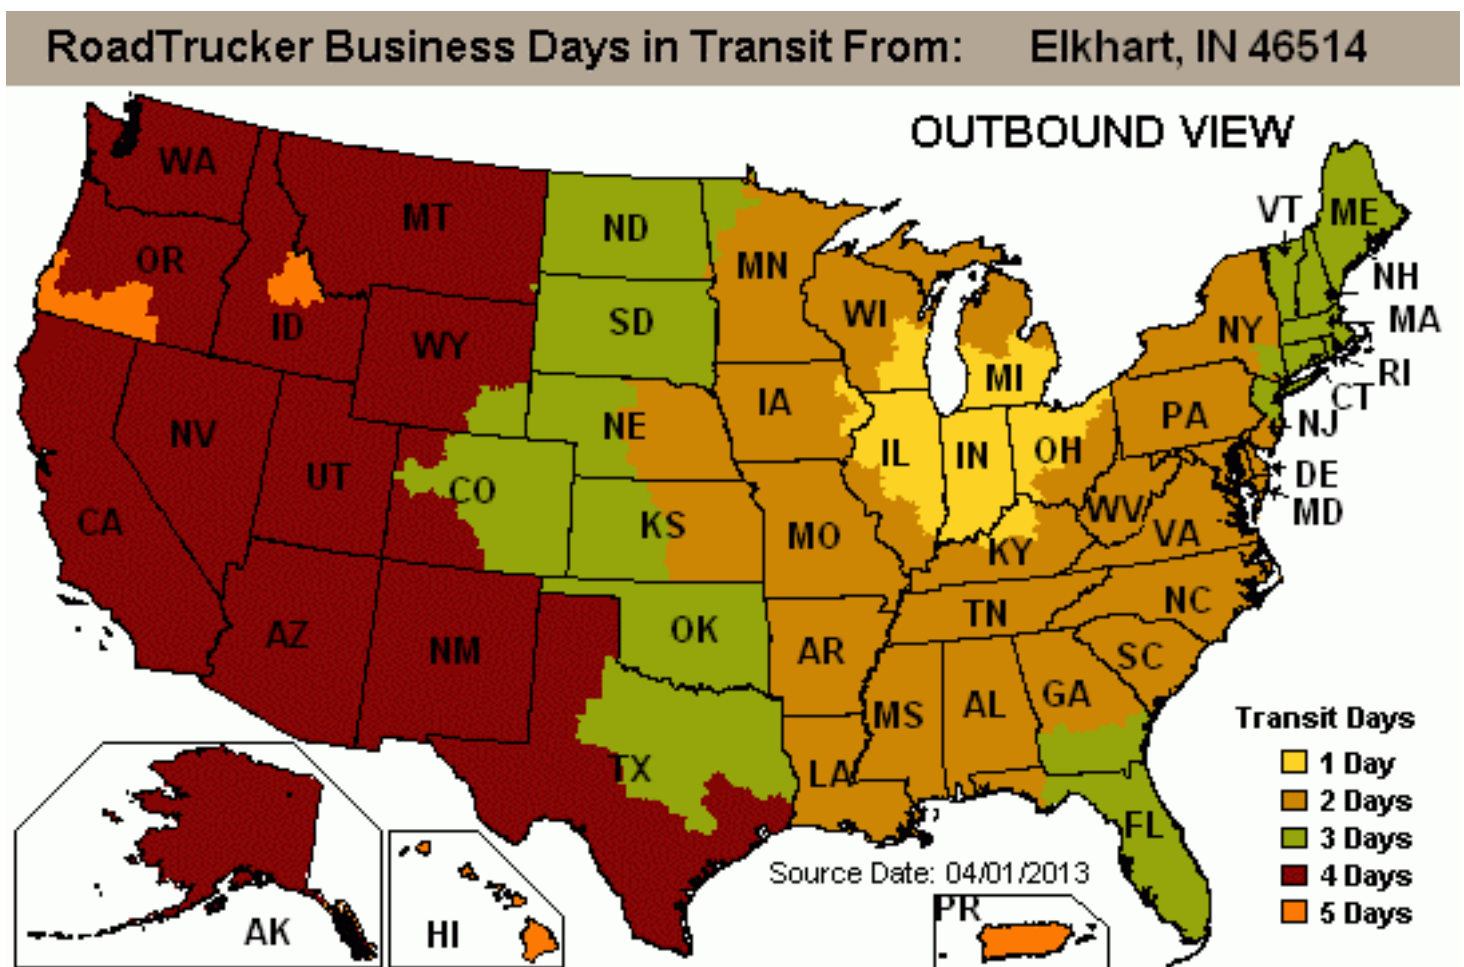 RoadTrucker Business Days in Transit From: Elkhart, IN 46514
OUTBOUND VIEW
WA
MT
ND
MN
VT
ME
OR
ID
WY
SD
WI
MI
NY
NH
MA
RI
CT
NV
UT
CO
NE
IA
IL
IN
OH
PA
NJ
DE
MD
CA
KS
MO
KY
WV
VA
AZ
NM
OK
AR
TN
NC
SC
TX
LA
MS
AL
GA
FL
Transit Days
1 Day
2 Days
3 Days
4 Days
5 Days
Source Date: 04/01/2013
AK
HI
PR